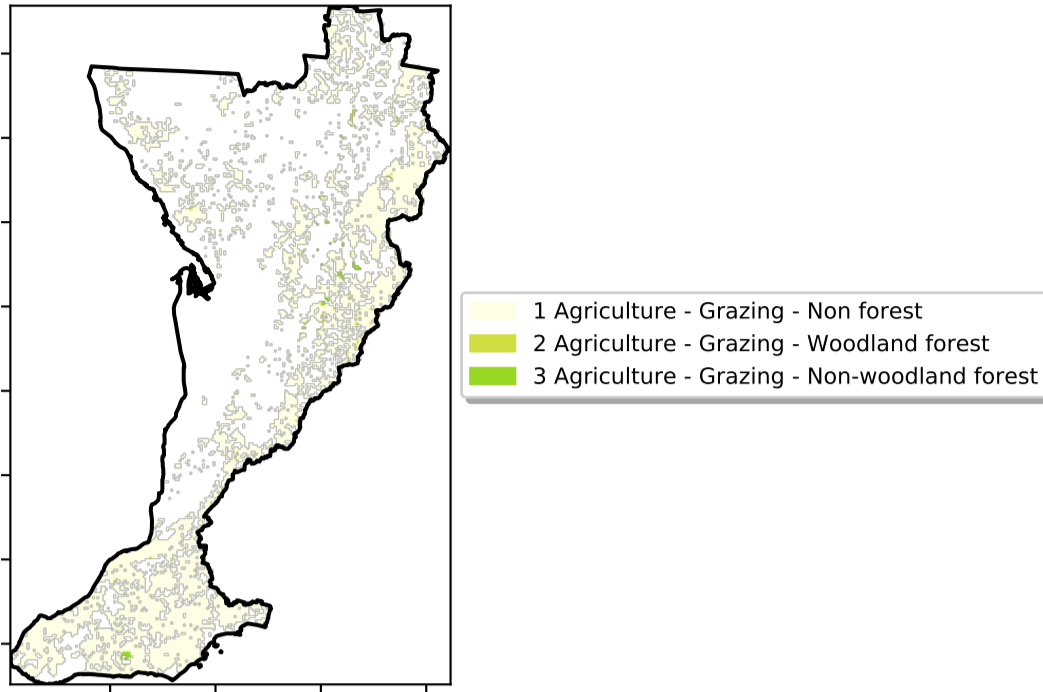 1 Agriculture - Grazing - Non forest
2 Agriculture - Grazing - Woodland forest
3 Agriculture - Grazing - Non-woodland forest